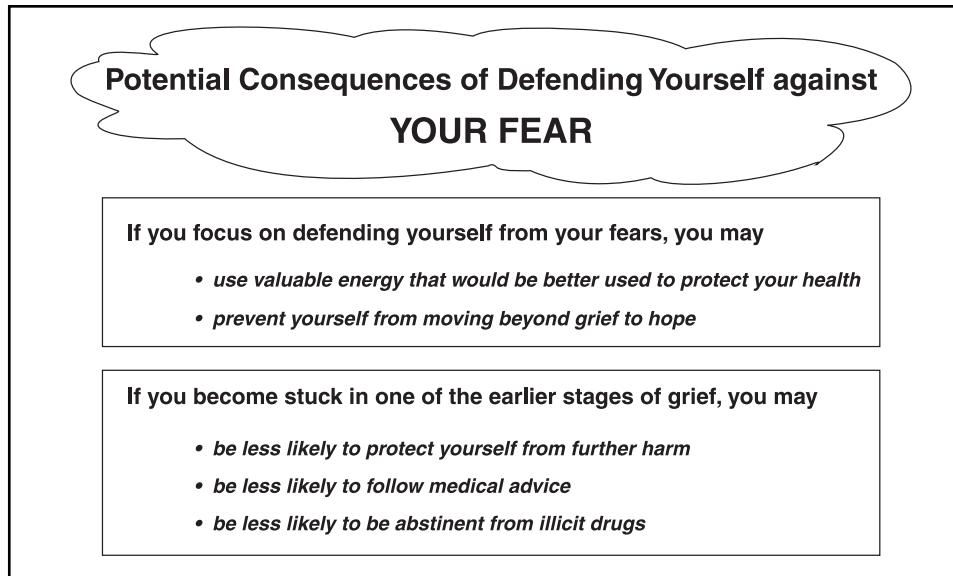 Potential Consequences of Defending Yourself against
YOUR FEAR
If you focus on defending yourself from your fears, you may
• use valuable energy that would be better used to protect your health
• prevent yourself from moving beyond grief to hope
If you become stuck in one of the earlier stages of grief, you may
• be less likely to protect yourself from further harm
• be less likely to follow medical advice
• be less likely to be abstinent from illicit drugs